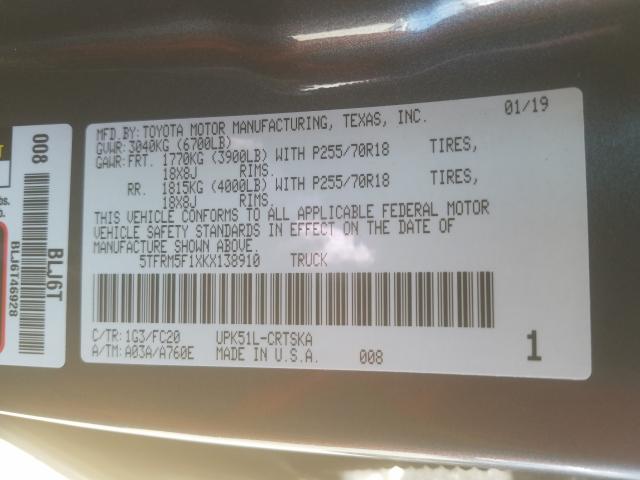 MFD.BY: TOYOTA MOTOR MANUFACTURING, TEXAS, INC. 01/19
GVWR: 3040KG (6700LB)
GAWR: FRT. 1770KG (3900LB) WITH P255/70R18 TIRES,
18X8J RIMS.
RR. 1815KG (4000LB) WITH P255/70R18 TIRES,
18X8J RIMS.
THIS VEHICLE CONFORMS TO ALL APPLICABLE FEDERAL MOTOR
VEHICLE SAFETY STANDARDS IN EFFECT ON THE DATE OF
MANUFACTURE SHOWN ABOVE.
5TFRM5F1XKX138910 TRUCK
C/TR: 1G3/FC20 UPK51L-CRTSKA
A/TM: A03A/A760E MADE IN U.S.A. 008 1
008
BLJ6T
BLJ6T46928